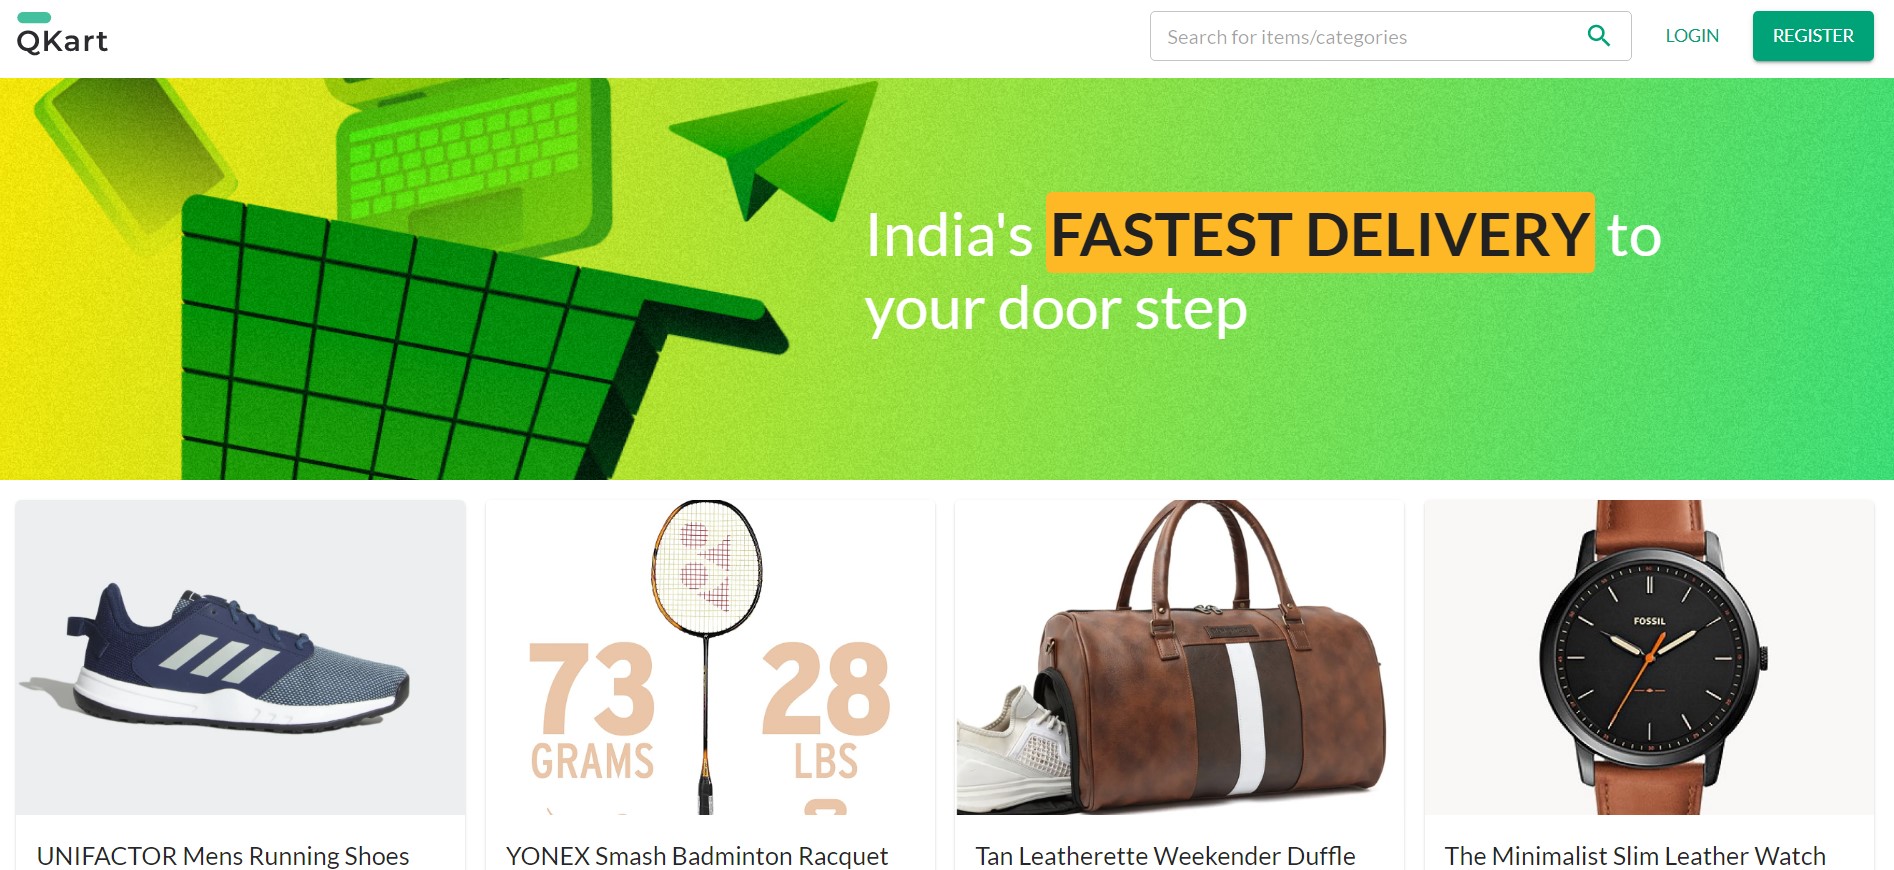 QKart
Search for items/categories
LOGIN
REGISTER
India's FASTEST DELIVERY to
your door step
73
GRAMS
28
LBS
FOSSIL
UNIFACTOR Mens Running Shoes
YONEX Smash Badminton Racquet
Tan Leatherette Weekender Duffle
The Minimalist Slim Leather Watch